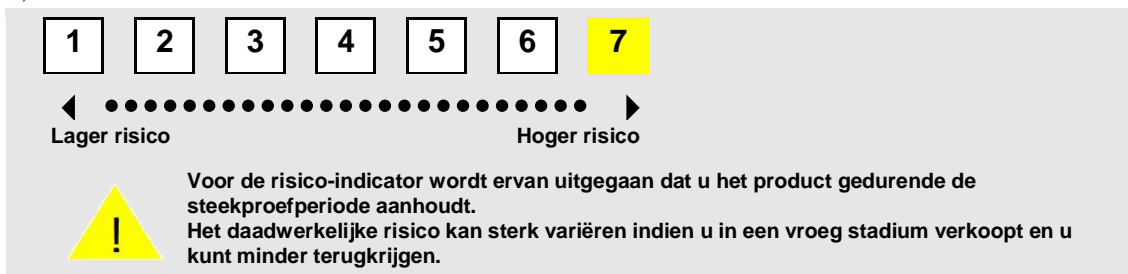 1 2 3 4 5 6 7
Lager risico Hoger risico
!
Voor de risico-indicator wordt ervan uitgegaan dat u het product gedurende de
steekproefperiode aanhoudt.
Het daadwerkelijke risico kan sterk variëren indien u in een vroeg stadium verkoopt en u
kunt minder terugkrijgen.